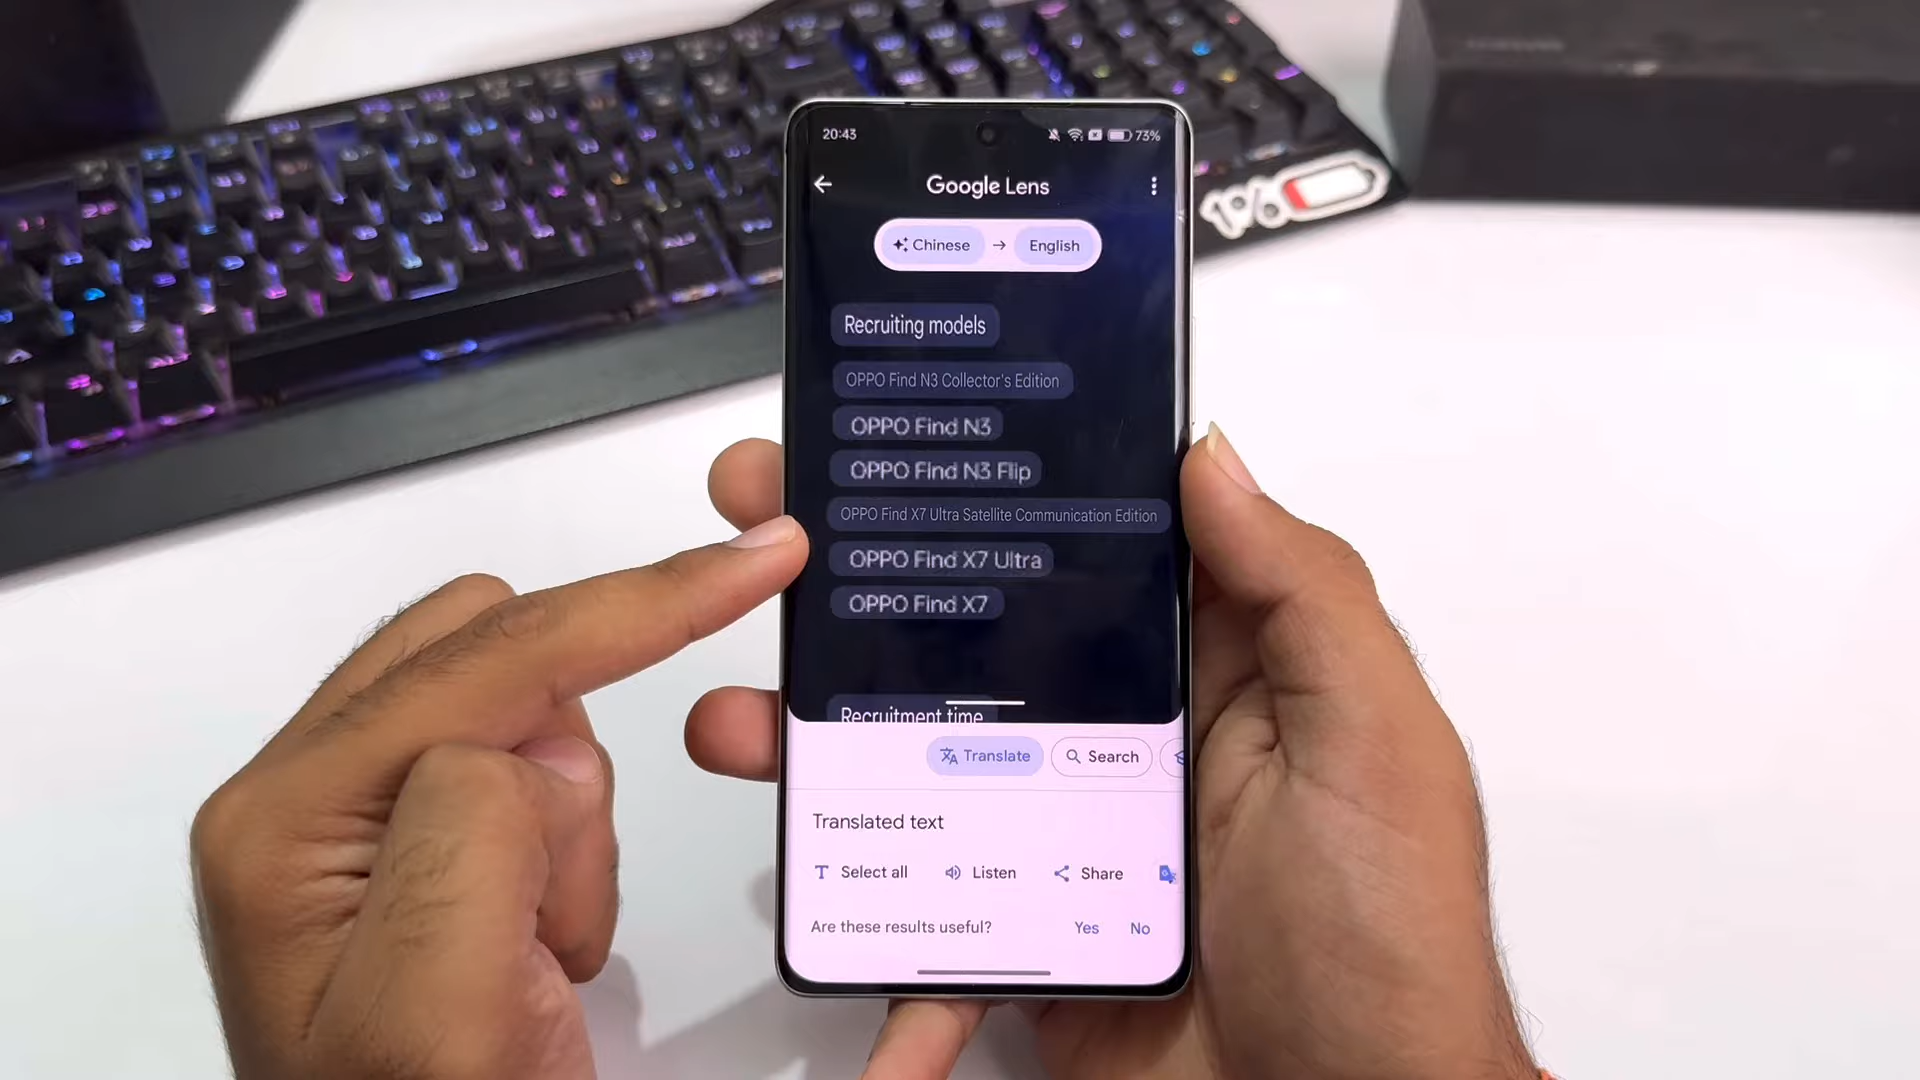 20:43 73%
Google Lens
Chinese → English
Recruiting models
OPPO Find N3 Collector's Edition
OPPO Find N3
OPPO Find N3 Flip
OPPO Find X7 Ultra Satellite Communication Edition
OPPO Find X7 Ultra
OPPO Find X7
Recruitment time
Translate Search
Translated text
Select all Listen Share
Are these results useful? Yes No
1%